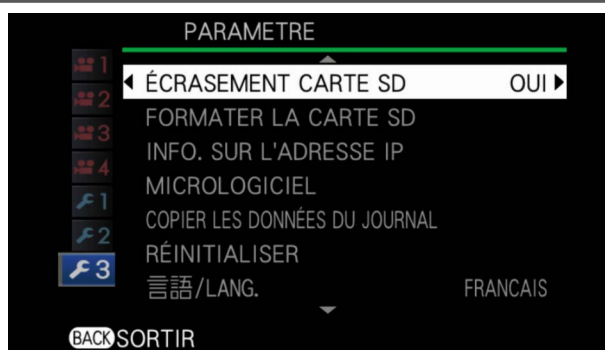 PARAMETRE
1
2
3
4
1
2
3
ÉCRASEMENT CARTE SD OUI
FORMATER LA CARTE SD
INFO. SUR L'ADRESSE IP
MICROLOGICIEL
COPIER LES DONNÉES DU JOURNAL
RÉINITIALISER
言語/LANG. FRANCAIS
BACK SORTIR